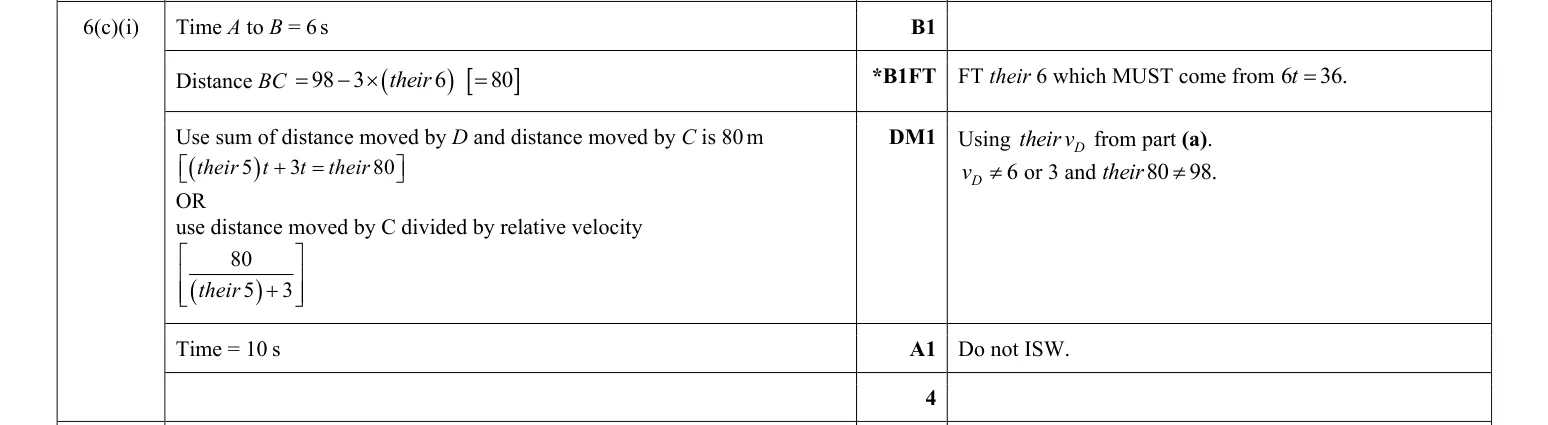 6(c)(i) Time A to B = 6 s B1
Distance BC = 98 − 3 × (their 6) [= 80] *B1FT FT their 6 which MUST come from 6t = 36.
Use sum of distance moved by D and distance moved by C is 80 m DM1 Using their v_D from part (a).
[(their 5)t + 3t = their 80] v_D ≠ 6 or 3 and their 80 ≠ 98.
OR
use distance moved by C divided by relative velocity
[80 / ((their 5) + 3)]
Time = 10 s A1 Do not ISW.
4